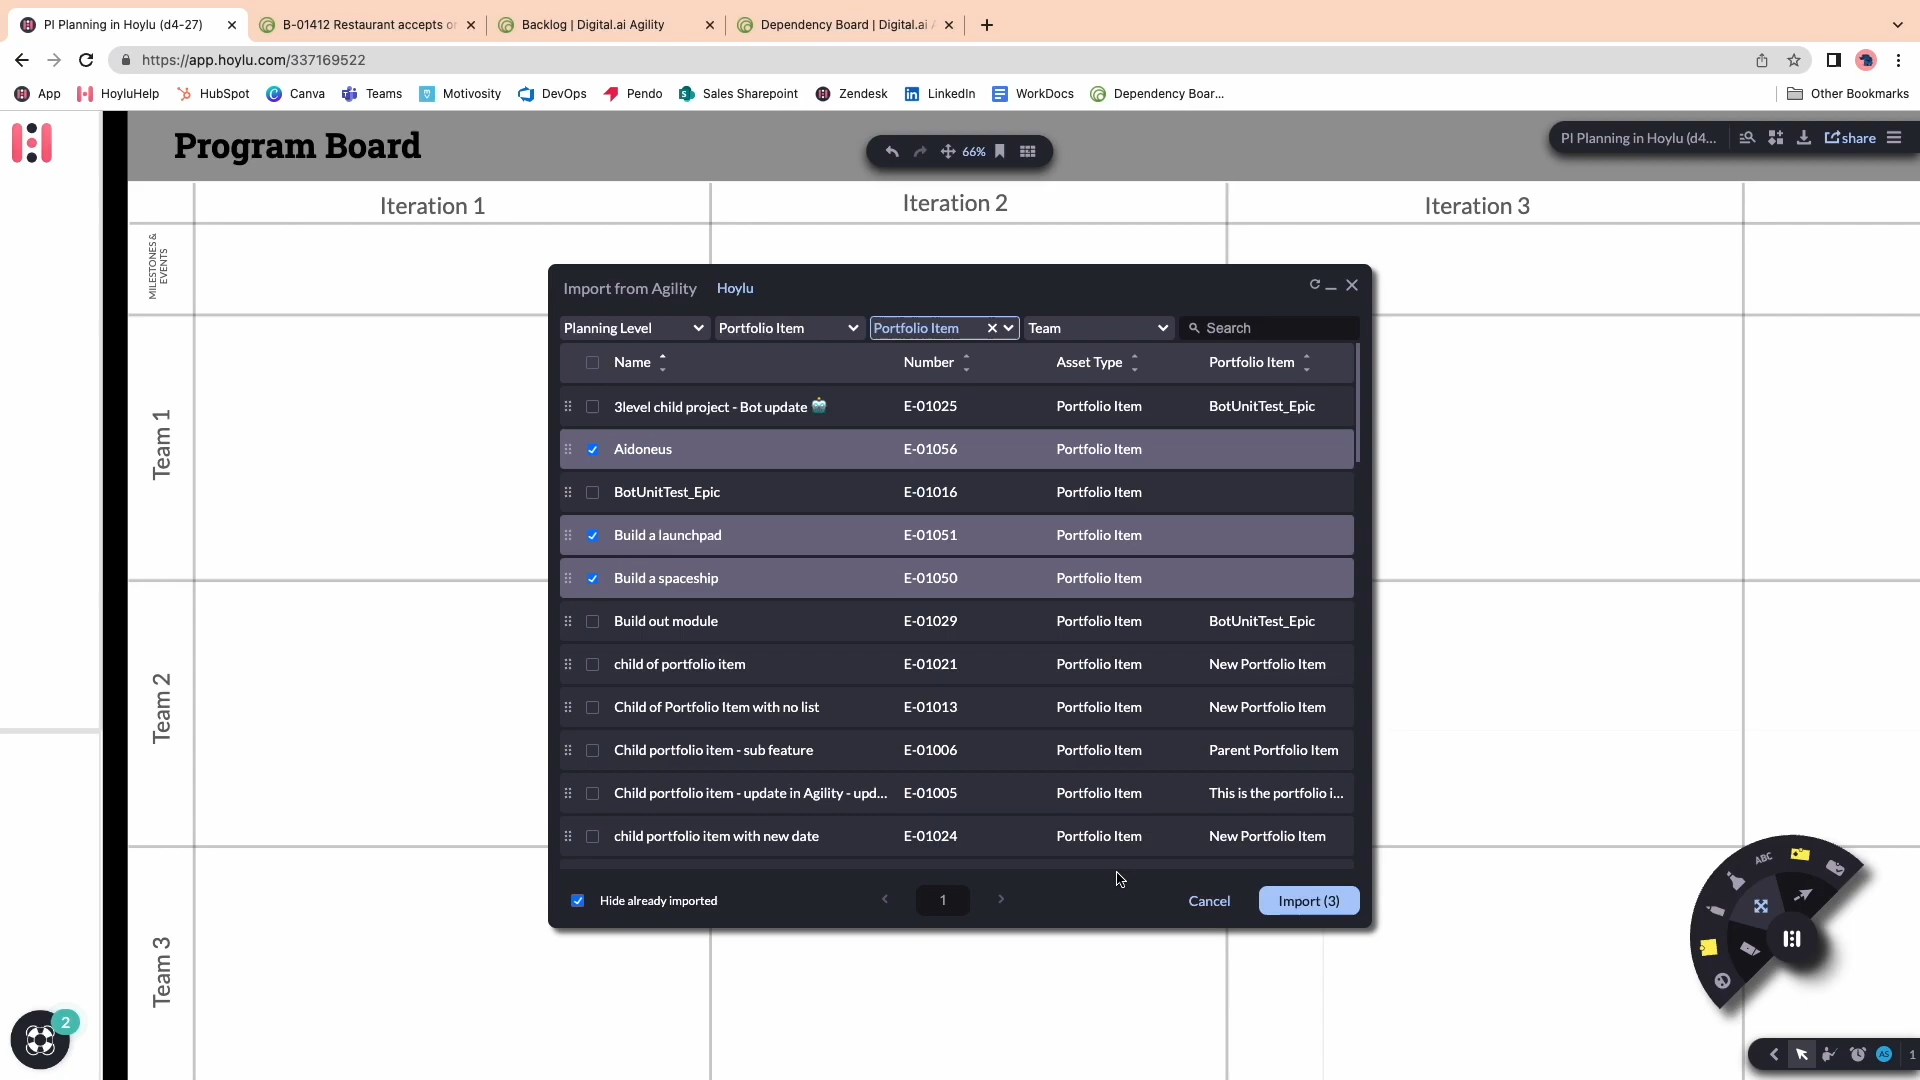 PI Planning in Hoylu (d4-27)
B-01412 Restaurant accepts or
Backlog | Digital.ai Agility
Dependency Board | Digital.ai A
https://app.hoylu.com/337169522
App
HoyluHelp
HubSpot
Canva
Teams
Motivosity
DevOps
Pendo
Sales Sharepoint
Zendesk
LinkedIn
WorkDocs
Dependency Boar...
Other Bookmarks
Program Board
66%
PI Planning in Hoylu (d4...
share
Iteration 1
Iteration 2
Iteration 3
MILESTONES &
EVENTS
Team 1
Team 2
Team 3
Import from Agility
Hoylu
Planning Level
Portfolio Item
Portfolio Item
Team
Search
Name
Number
Asset Type
Portfolio Item
3level child project - Bot update
E-01025
Portfolio Item
BotUnitTest_Epic
Aidoneus
E-01056
Portfolio Item
BotUnitTest_Epic
E-01016
Portfolio Item
Build a launchpad
E-01051
Portfolio Item
Build a spaceship
E-01050
Portfolio Item
Build out module
E-01029
Portfolio Item
BotUnitTest_Epic
child of portfolio item
E-01021
Portfolio Item
New Portfolio Item
Child of Portfolio Item with no list
E-01013
Portfolio Item
New Portfolio Item
Child portfolio item - sub feature
E-01006
Portfolio Item
Parent Portfolio Item
Child portfolio item - update in Agility - upd...
E-01005
Portfolio Item
This is the portfolio i...
child portfolio item with new date
E-01024
Portfolio Item
New Portfolio Item
Hide already imported
1
Cancel
Import (3)
ABC
2
AS
1